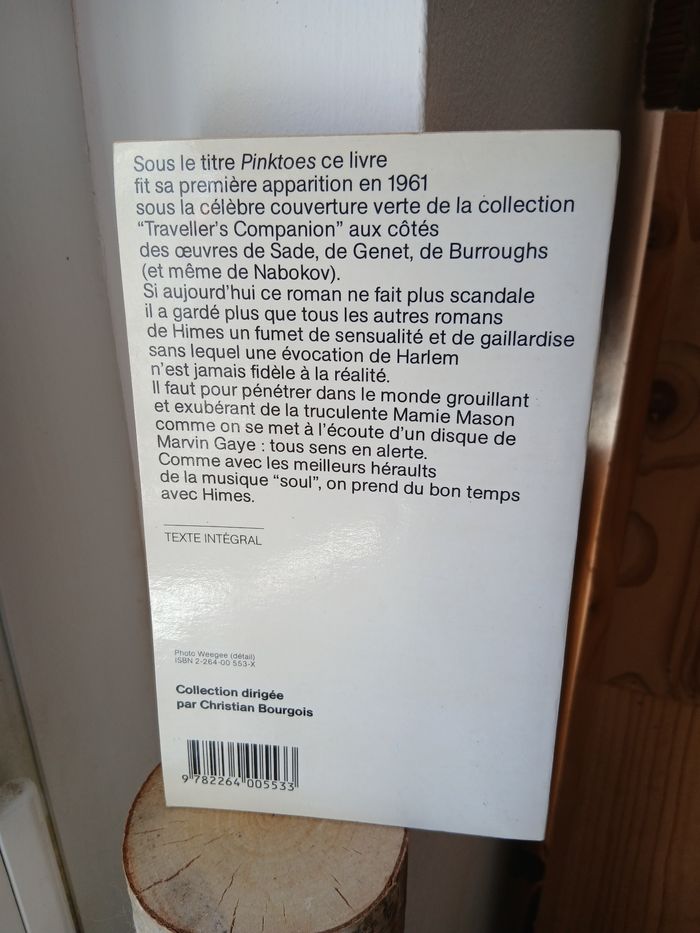 Sous le titre Pinktoes ce livre
fit sa première apparition en 1961
sous la célèbre couverture verte de la collection
“Traveller's Companion” aux côtés
des œuvres de Sade, de Genet, de Burroughs
(et même de Nabokov).
Si aujourd'hui ce roman ne fait plus scandale
il a gardé plus que tous les autres romans
de Himes un fumet de sensualité et de gaillardise
sans lequel une évocation de Harlem
n'est jamais fidèle à la réalité.
Il faut pour pénétrer dans le monde grouillant
et exubérant de la truculente Mamie Mason
comme on se met à l'écoute d'un disque de
Marvin Gaye : tous sens en alerte.
Comme avec les meilleurs héraults
de la musique “soul”, on prend du bon temps
avec Himes.
TEXTE INTÉGRAL
Photo Weegee (détail)
ISBN 2-264-00 553-X
Collection dirigée
par Christian Bourgois
9 782264 005533